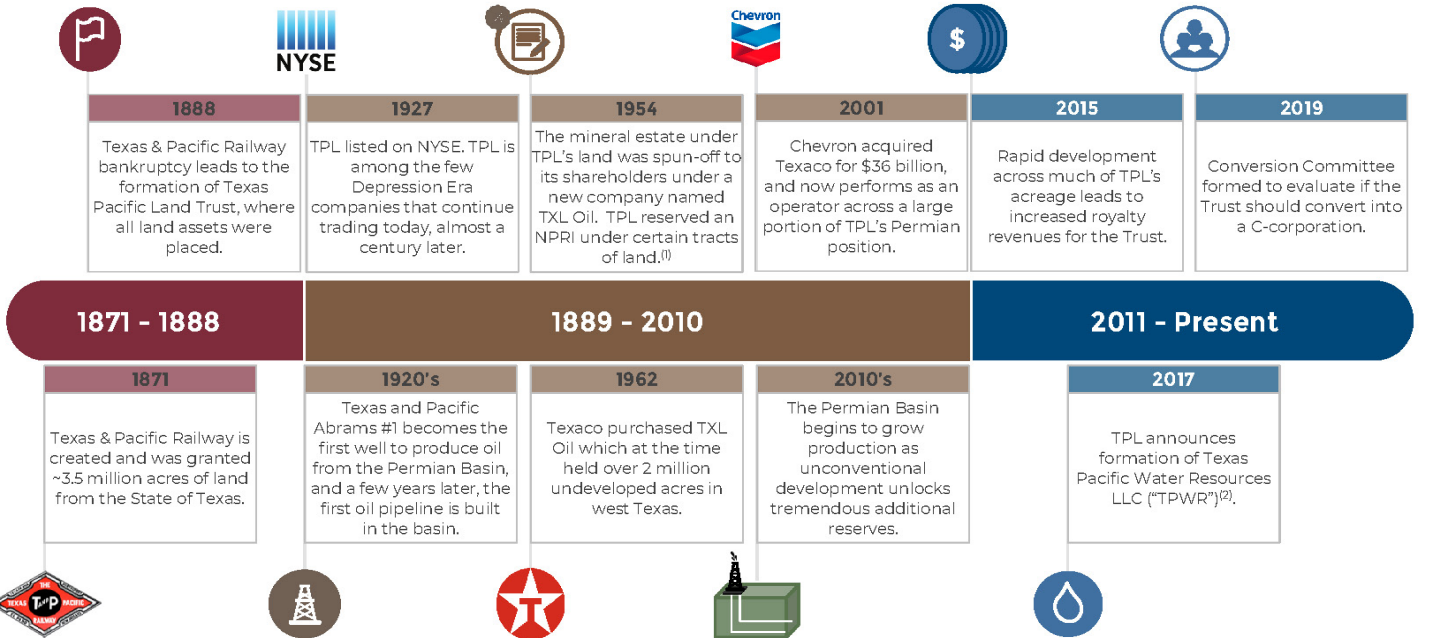 Chevron
$
NYSE
1888
Texas & Pacific Railway
bankruptcy leads to the
formation of Texas
Pacific Land Trust, where
all land assets were
placed.
1927
TPL listed on NYSE. TPL is
among the few
Depression Era
companies that continue
trading today, almost a
century later.
1954
The mineral estate under
TPL's land was spun-off to
its shareholders under a
new company named
TXL Oil. TPL reserved an
NPRI under certain tracts
of land.(1)
2001
Chevron acquired
Texaco for $36 billion,
and now performs as an
operator across a large
portion of TPL's Permian
position.
2015
Rapid development
across much of TPL's
acreage leads to
increased royalty
revenues for the Trust.
2019
Conversion Committee
formed to evaluate if the
Trust should convert into
a C-corporation.
1871 - 1888
1889 - 2010
2011 - Present
1871
Texas & Pacific Railway is
created and was granted
~3.5 million acres of land
from the State of Texas.
1920's
Texas and Pacific
Abrams #1 becomes the
first well to produce oil
from the Permian Basin,
and a few years later, the
first oil pipeline is built
in the basin.
1962
Texaco purchased TXL
Oil which at the time
held over 2 million
undeveloped acres in
west Texas.
2010's
The Permian Basin
begins to grow
production as
unconventional
development unlocks
tremendous additional
reserves.
2017
TPL announces
formation of Texas
Pacific Water Resources
LLC ("TPWR")(2).
THE
TEXAS T AND P PACIFIC
RAILWAY
T